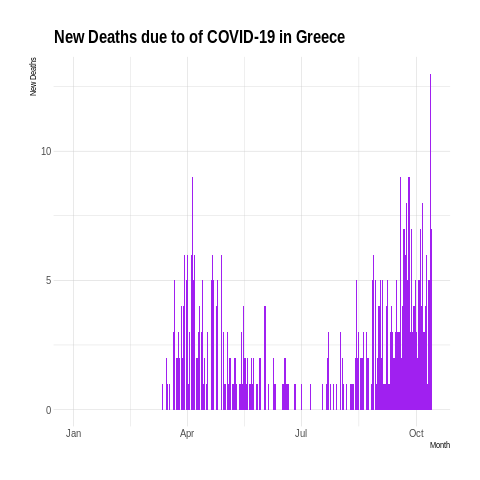 New Deaths due to of COVID-19 in Greece
New Deaths
10
5
0
Jan Apr Jul Oct
Month